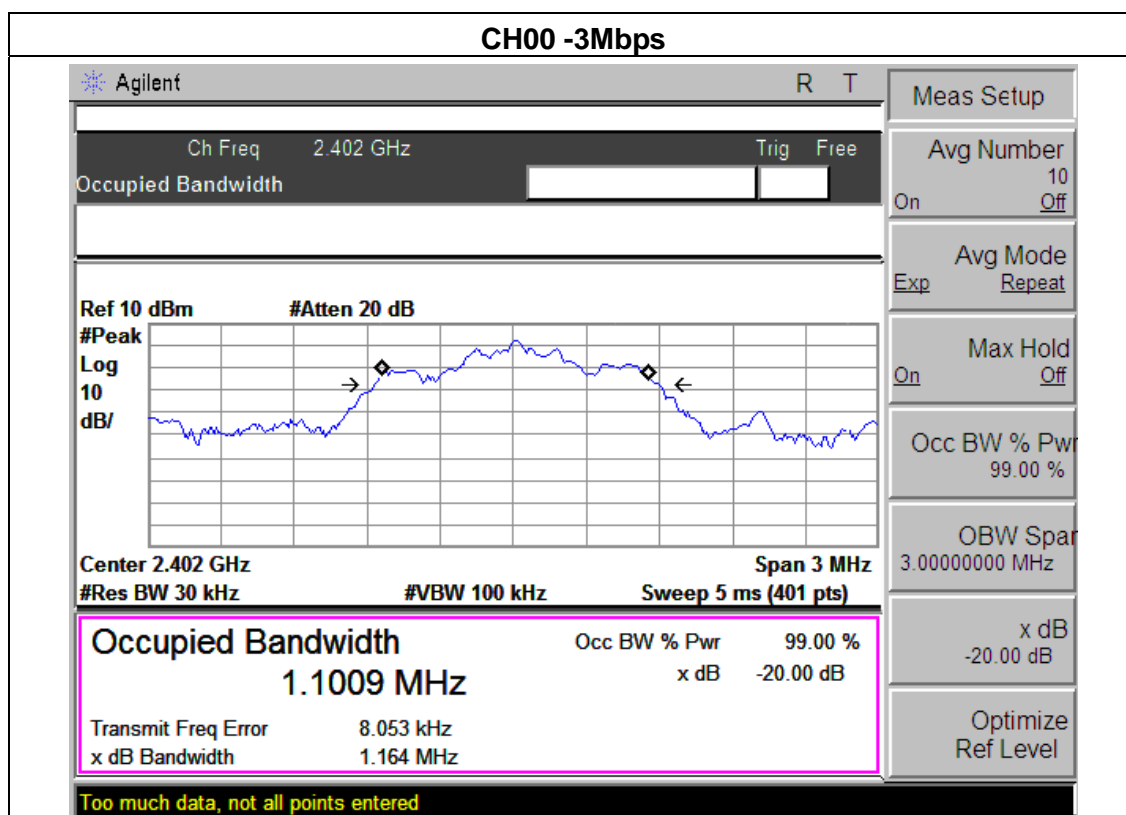 CH00 -3Mbps
Agilent R T
Ch Freq 2.402 GHz Trig Free
Occupied Bandwidth
Ref 10 dBm #Atten 20 dB
#Peak
Log
10
dB/
Center 2.402 GHz Span 3 MHz
#Res BW 30 kHz #VBW 100 kHz Sweep 5 ms (401 pts)
Occupied Bandwidth Occ BW % Pwr 99.00 %
1.1009 MHz x dB -20.00 dB
Transmit Freq Error 8.053 kHz
x dB Bandwidth 1.164 MHz
Too much data, not all points entered
Meas Setup
Avg Number
10
On Off
Avg Mode
Exp Repeat
Max Hold
On Off
Occ BW % Pwr
99.00 %
OBW Span
3.00000000 MHz
x dB
-20.00 dB
Optimize
Ref Level